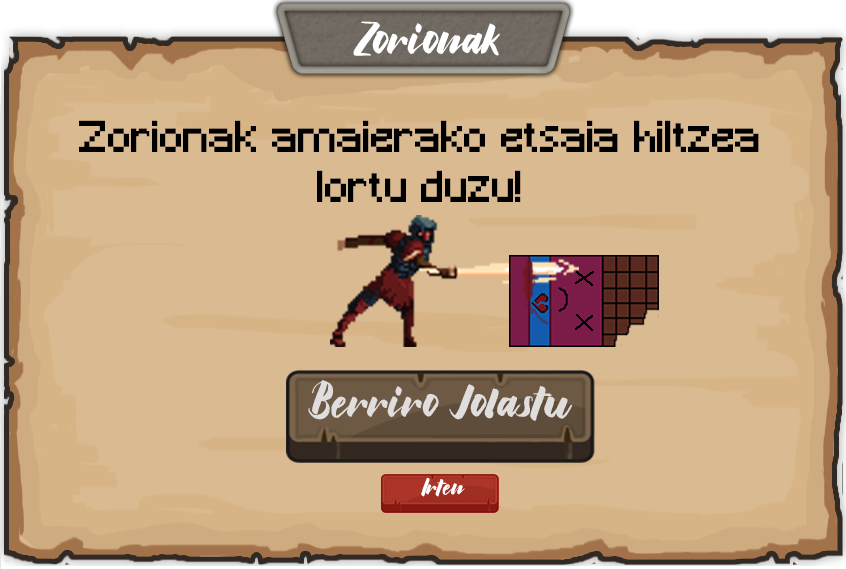 Zorionak
Zorionak amaierako etsaia hiltzea
lortu duzu!
Berriro Jolastu
Irten